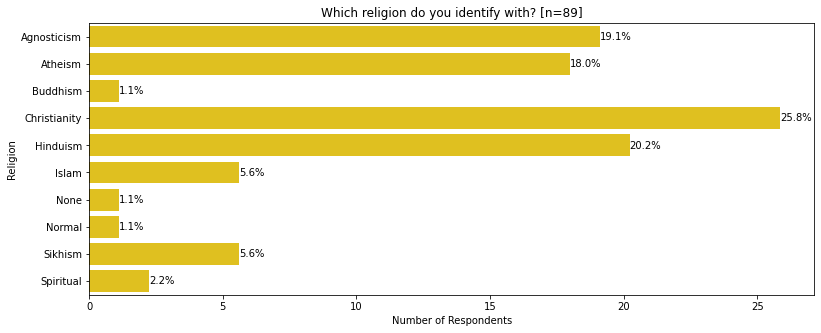 Which religion do you identify with? [n=89]
Religion
Agnosticism 19.1%
Atheism 18.0%
Buddhism 1.1%
Christianity 25.8%
Hinduism 20.2%
Islam 5.6%
None 1.1%
Normal 1.1%
Sikhism 5.6%
Spiritual 2.2%
0 5 10 15 20 25
Number of Respondents